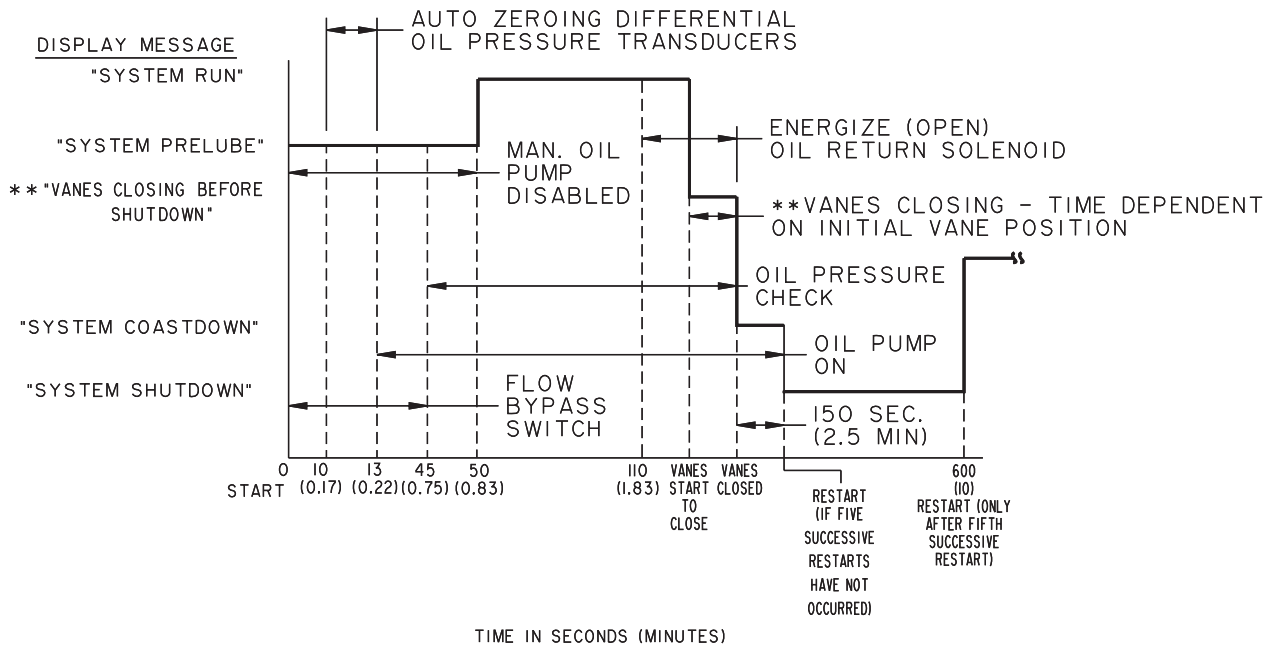 AUTO ZEROING DIFFERENTIAL
OIL PRESSURE TRANSDUCERS
DISPLAY MESSAGE
"SYSTEM RUN"
"SYSTEM PRELUBE"
**"VANES CLOSING BEFORE
SHUTDOWN"
"SYSTEM COASTDOWN"
"SYSTEM SHUTDOWN"
MAN. OIL
PUMP
DISABLED
ENERGIZE (OPEN)
OIL RETURN SOLENOID
**VANES CLOSING - TIME DEPENDENT
ON INITIAL VANE POSITION
OIL PRESSURE
CHECK
OIL PUMP
ON
FLOW
BYPASS
SWITCH
150 SEC.
(2.5 MIN)
START
0
10
(0.17)
13
(0.22)
45
(0.75)
50
(0.83)
110
(1.83)
VANES
START
TO
CLOSE
VANES
CLOSED
RESTART
(IF FIVE
SUCCESSIVE
RESTARTS
HAVE NOT
OCCURRED)
600
(10)
RESTART (ONLY
AFTER FIFTH
SUCCESSIVE
RESTART)
TIME IN SECONDS (MINUTES)